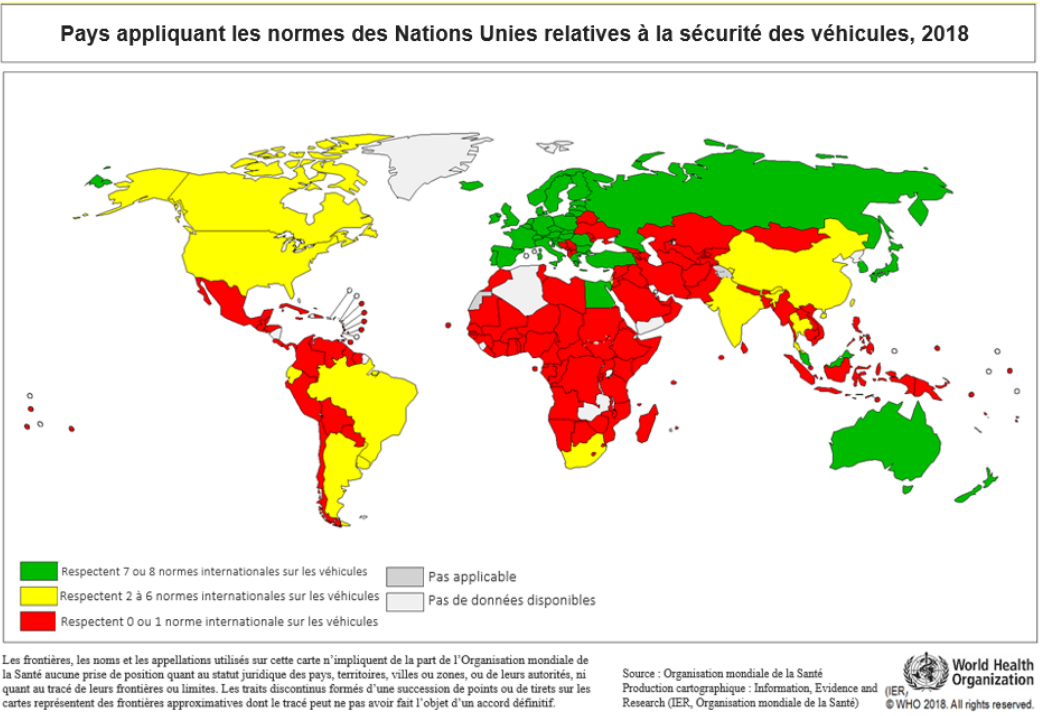 Pays appliquant les normes des Nations Unies relatives à la sécurité des véhicules, 2018
Respectent 7 ou 8 normes internationales sur les véhicules
Respectent 2 à 6 normes internationales sur les véhicules
Respectent 0 ou 1 norme internationale sur les véhicules
Pas applicable
Pas de données disponibles
Les frontières, les noms et les appellations utilisés sur cette carte n’impliquent de la part de l’Organisation mondiale de
la Santé aucune prise de position quant au statut juridique des pays, territoires, villes ou zones, ou de leurs autorités, ni
quant au tracé de leurs frontières ou limites. Les traits discontinus formés d’une succession de points ou de tirets sur les
cartes représentent des frontières approximatives dont le tracé peut ne pas avoir fait l’objet d’un accord définitif.
Source : Organisation mondiale de la Santé
Production cartographique : Information, Evidence and
Research (IER, Organisation mondiale de la Santé)
(IER,
World Health
Organization
© WHO 2018. All rights reserved.